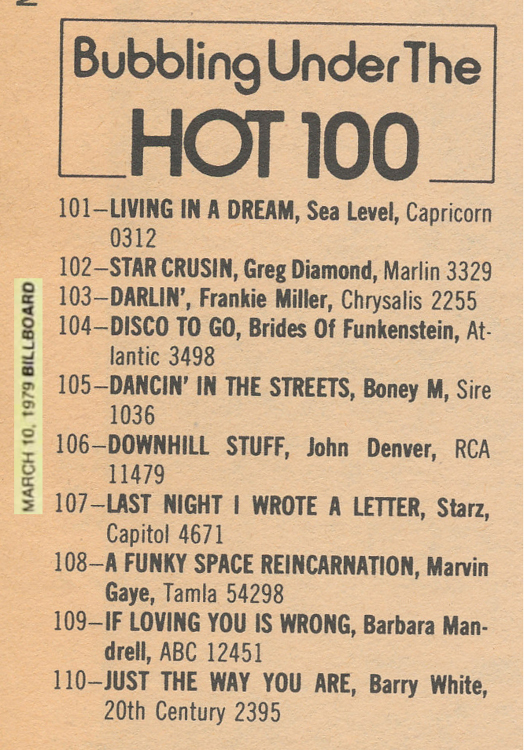 Bubbling Under The
HOT 100
101—LIVING IN A DREAM, Sea Level, Capricorn
0312
102—STAR CRUSIN, Greg Diamond, Marlin 3329
103—DARLIN', Frankie Miller, Chrysalis 2255
104—DISCO TO GO, Brides Of Funkenstein, At-
lantic 3498
105—DANCIN' IN THE STREETS, Boney M, Sire
1036
106—DOWNHILL STUFF, John Denver, RCA
11479
107—LAST NIGHT I WROTE A LETTER, Starz,
Capitol 4671
108—A FUNKY SPACE REINCARNATION, Marvin
Gaye, Tamla 54298
109—IF LOVING YOU IS WRONG, Barbara Man-
drell, ABC 12451
110—JUST THE WAY YOU ARE, Barry White,
20th Century 2395
MARCH 10, 1979 BILLBOARD